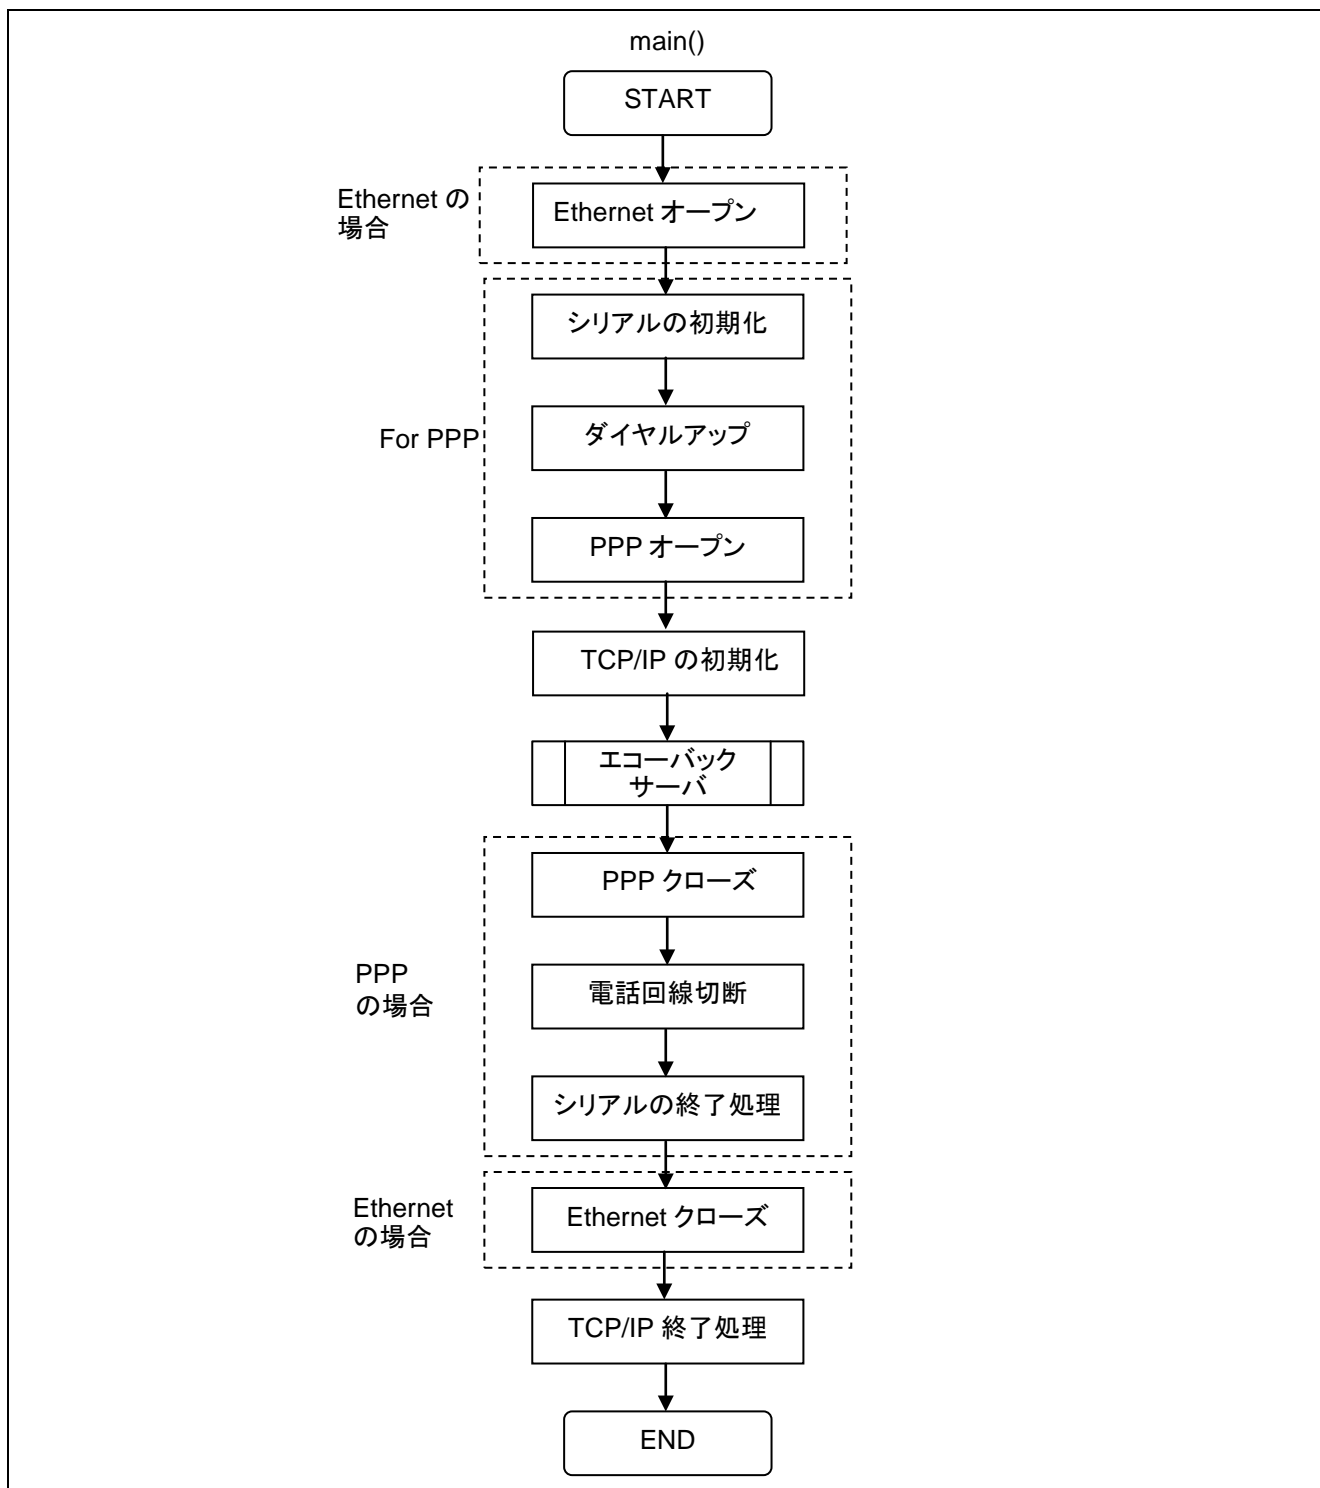 main()
START
Ethernet の
場合
Ethernet オープン
シリアルの初期化
For PPP
ダイヤルアップ
PPP オープン
TCP/IP の初期化
エコーバック
サーバ
PPP クローズ
PPP
の場合
電話回線切断
シリアルの終了処理
Ethernet
の場合
Ethernet クローズ
TCP/IP 終了処理
END